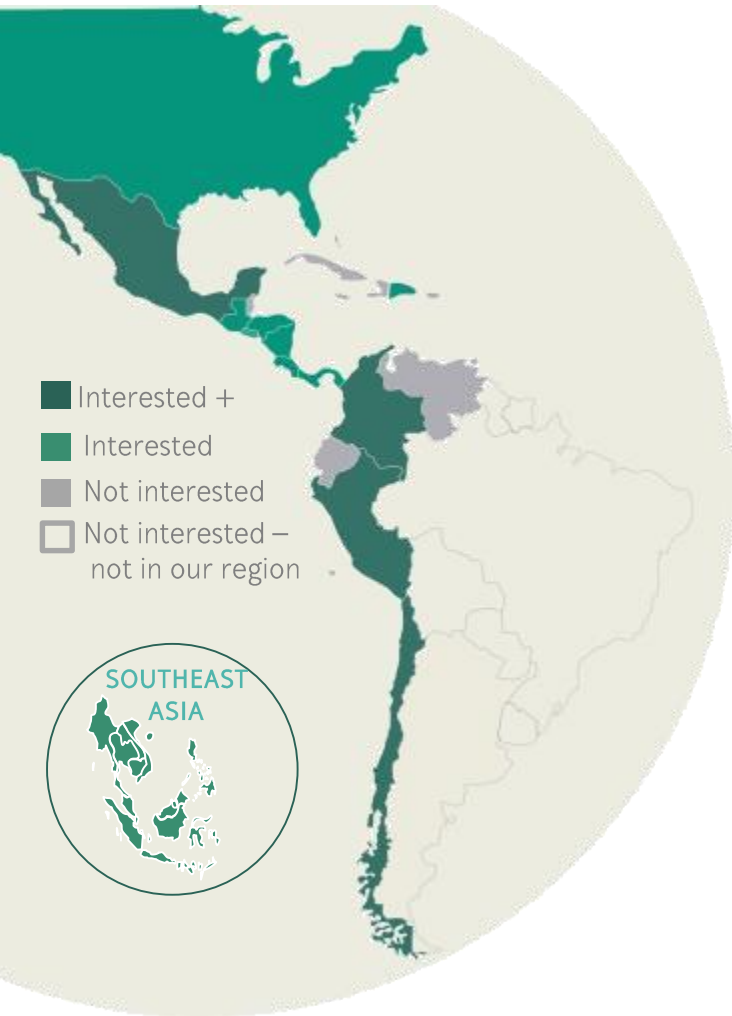 Interested +
Interested
Not interested
Not interested –
not in our region
SOUTHEAST
ASIA